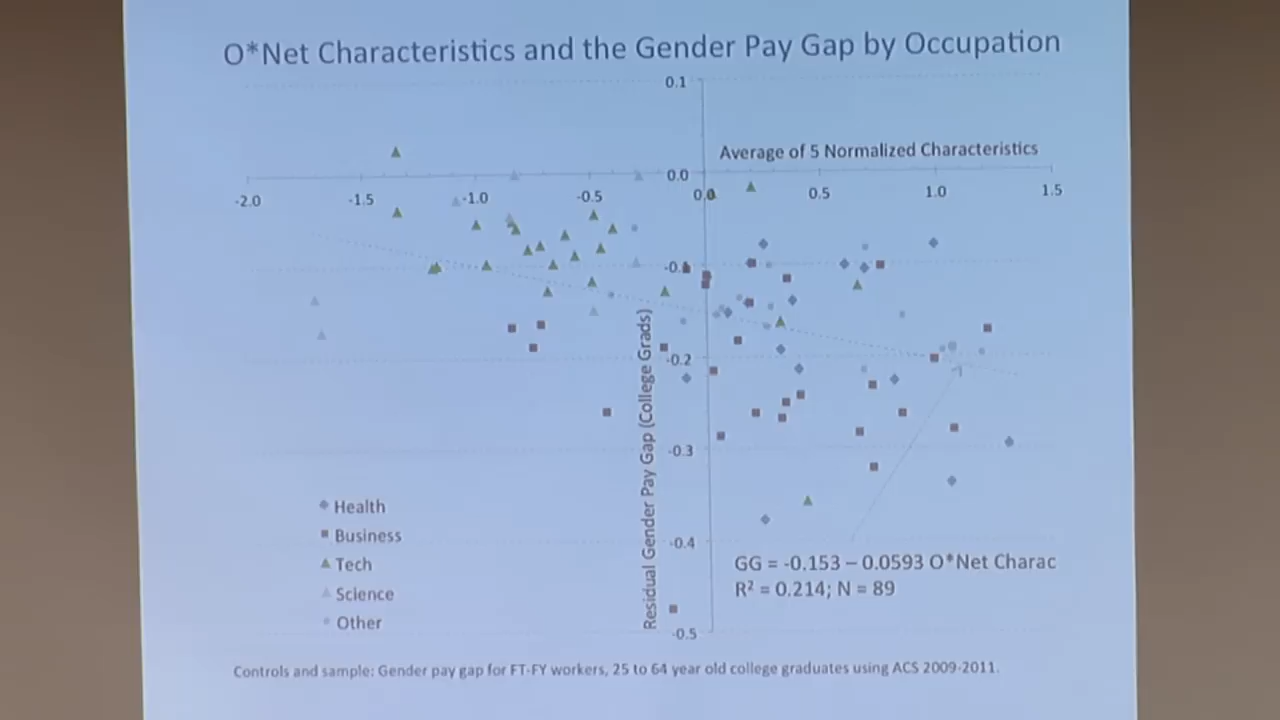 O*Net Characteristics and the Gender Pay Gap by Occupation
0.1
Average of 5 Normalized Characteristics
0.0
-2.0 -1.5 -1.0 -0.5 0.0 0.5 1.0 1.5
-0.1
-0.2
-0.3
-0.4
-0.5
Residual Gender Pay Gap (College Grads)
Health
Business
Tech
Science
Other
GG = -0.153 – 0.0593 O*Net Charac
R² = 0.214; N = 89
Controls and sample: Gender pay gap for FT-FY workers, 25 to 64 year old college graduates using ACS 2009-2011.